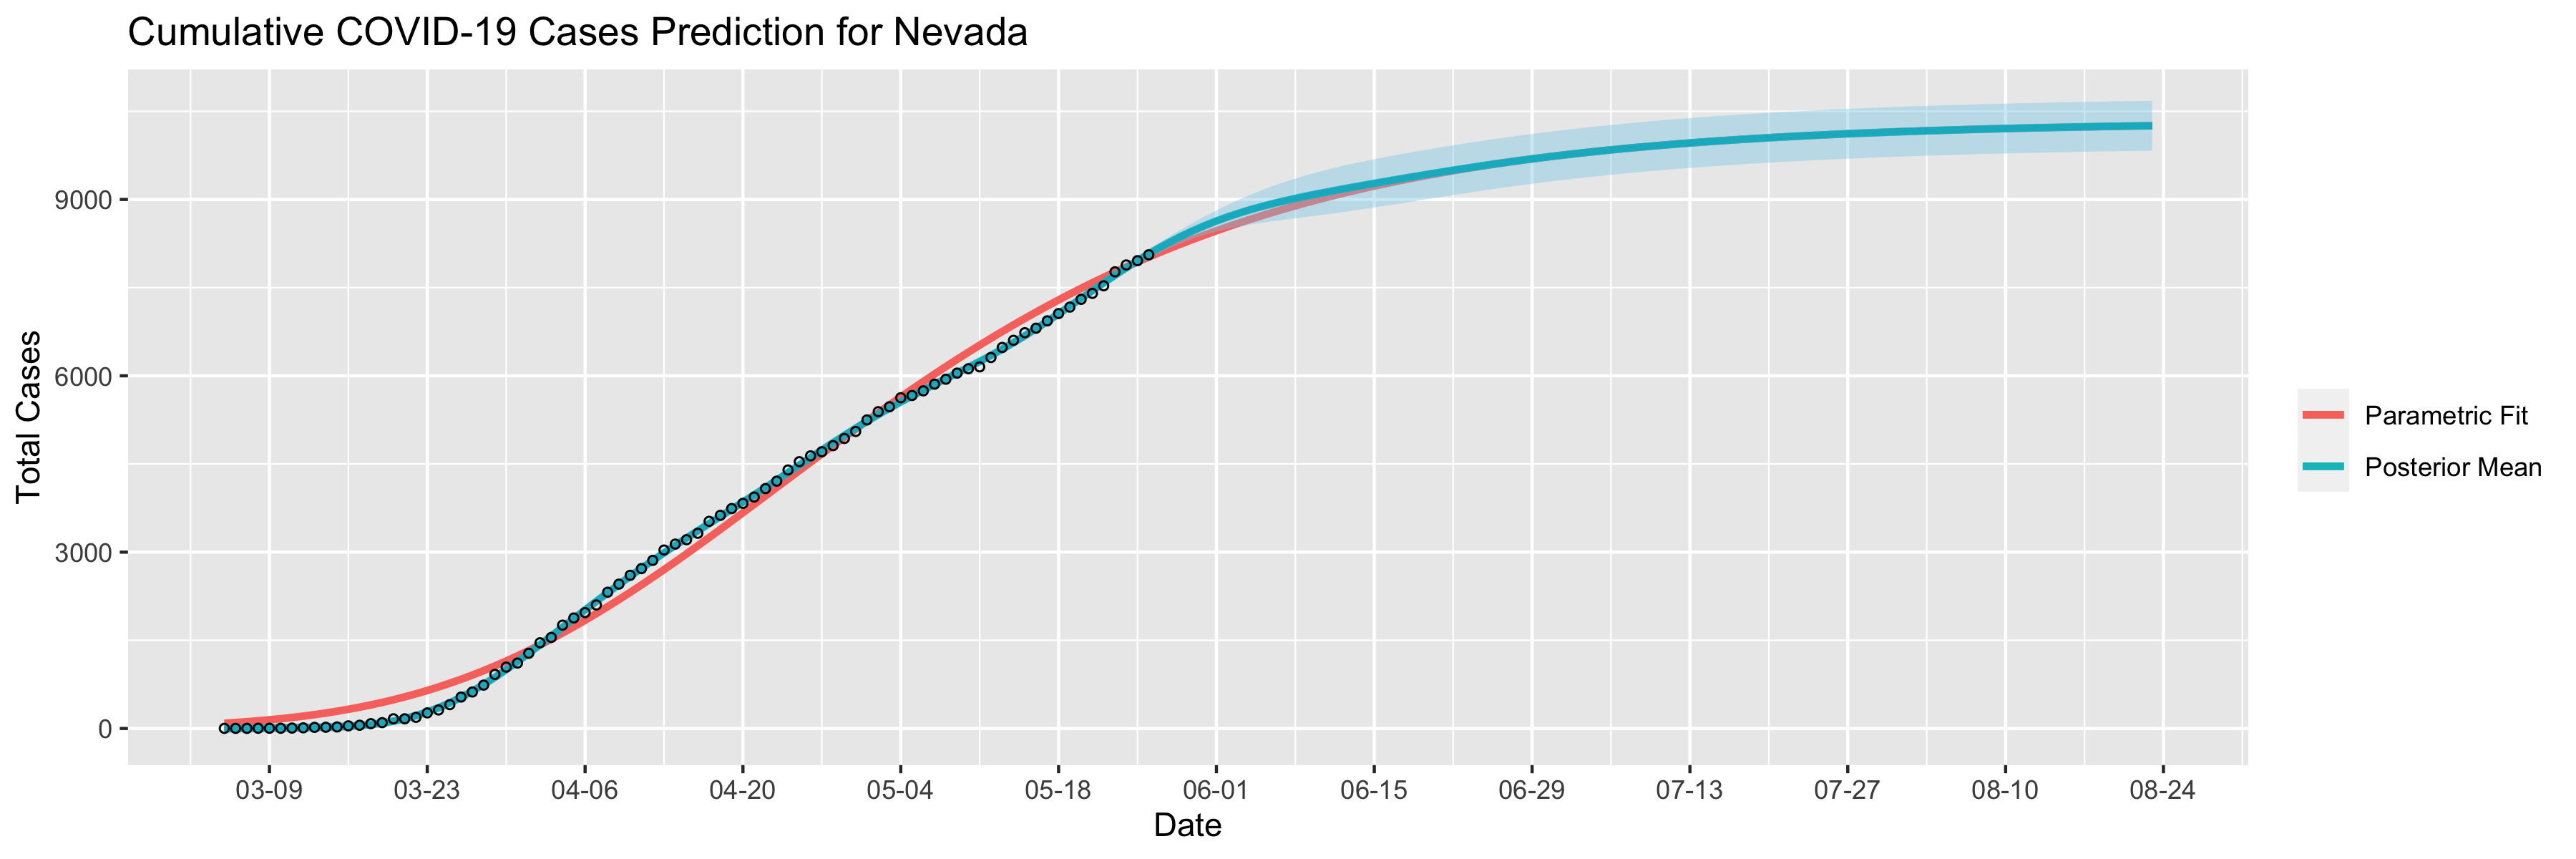 Cumulative COVID-19 Cases Prediction for Nevada
Total Cases
9000
6000
3000
0
03-09 03-23 04-06 04-20 05-04 05-18 06-01 06-15 06-29 07-13 07-27 08-10 08-24
Date
Parametric Fit
Posterior Mean